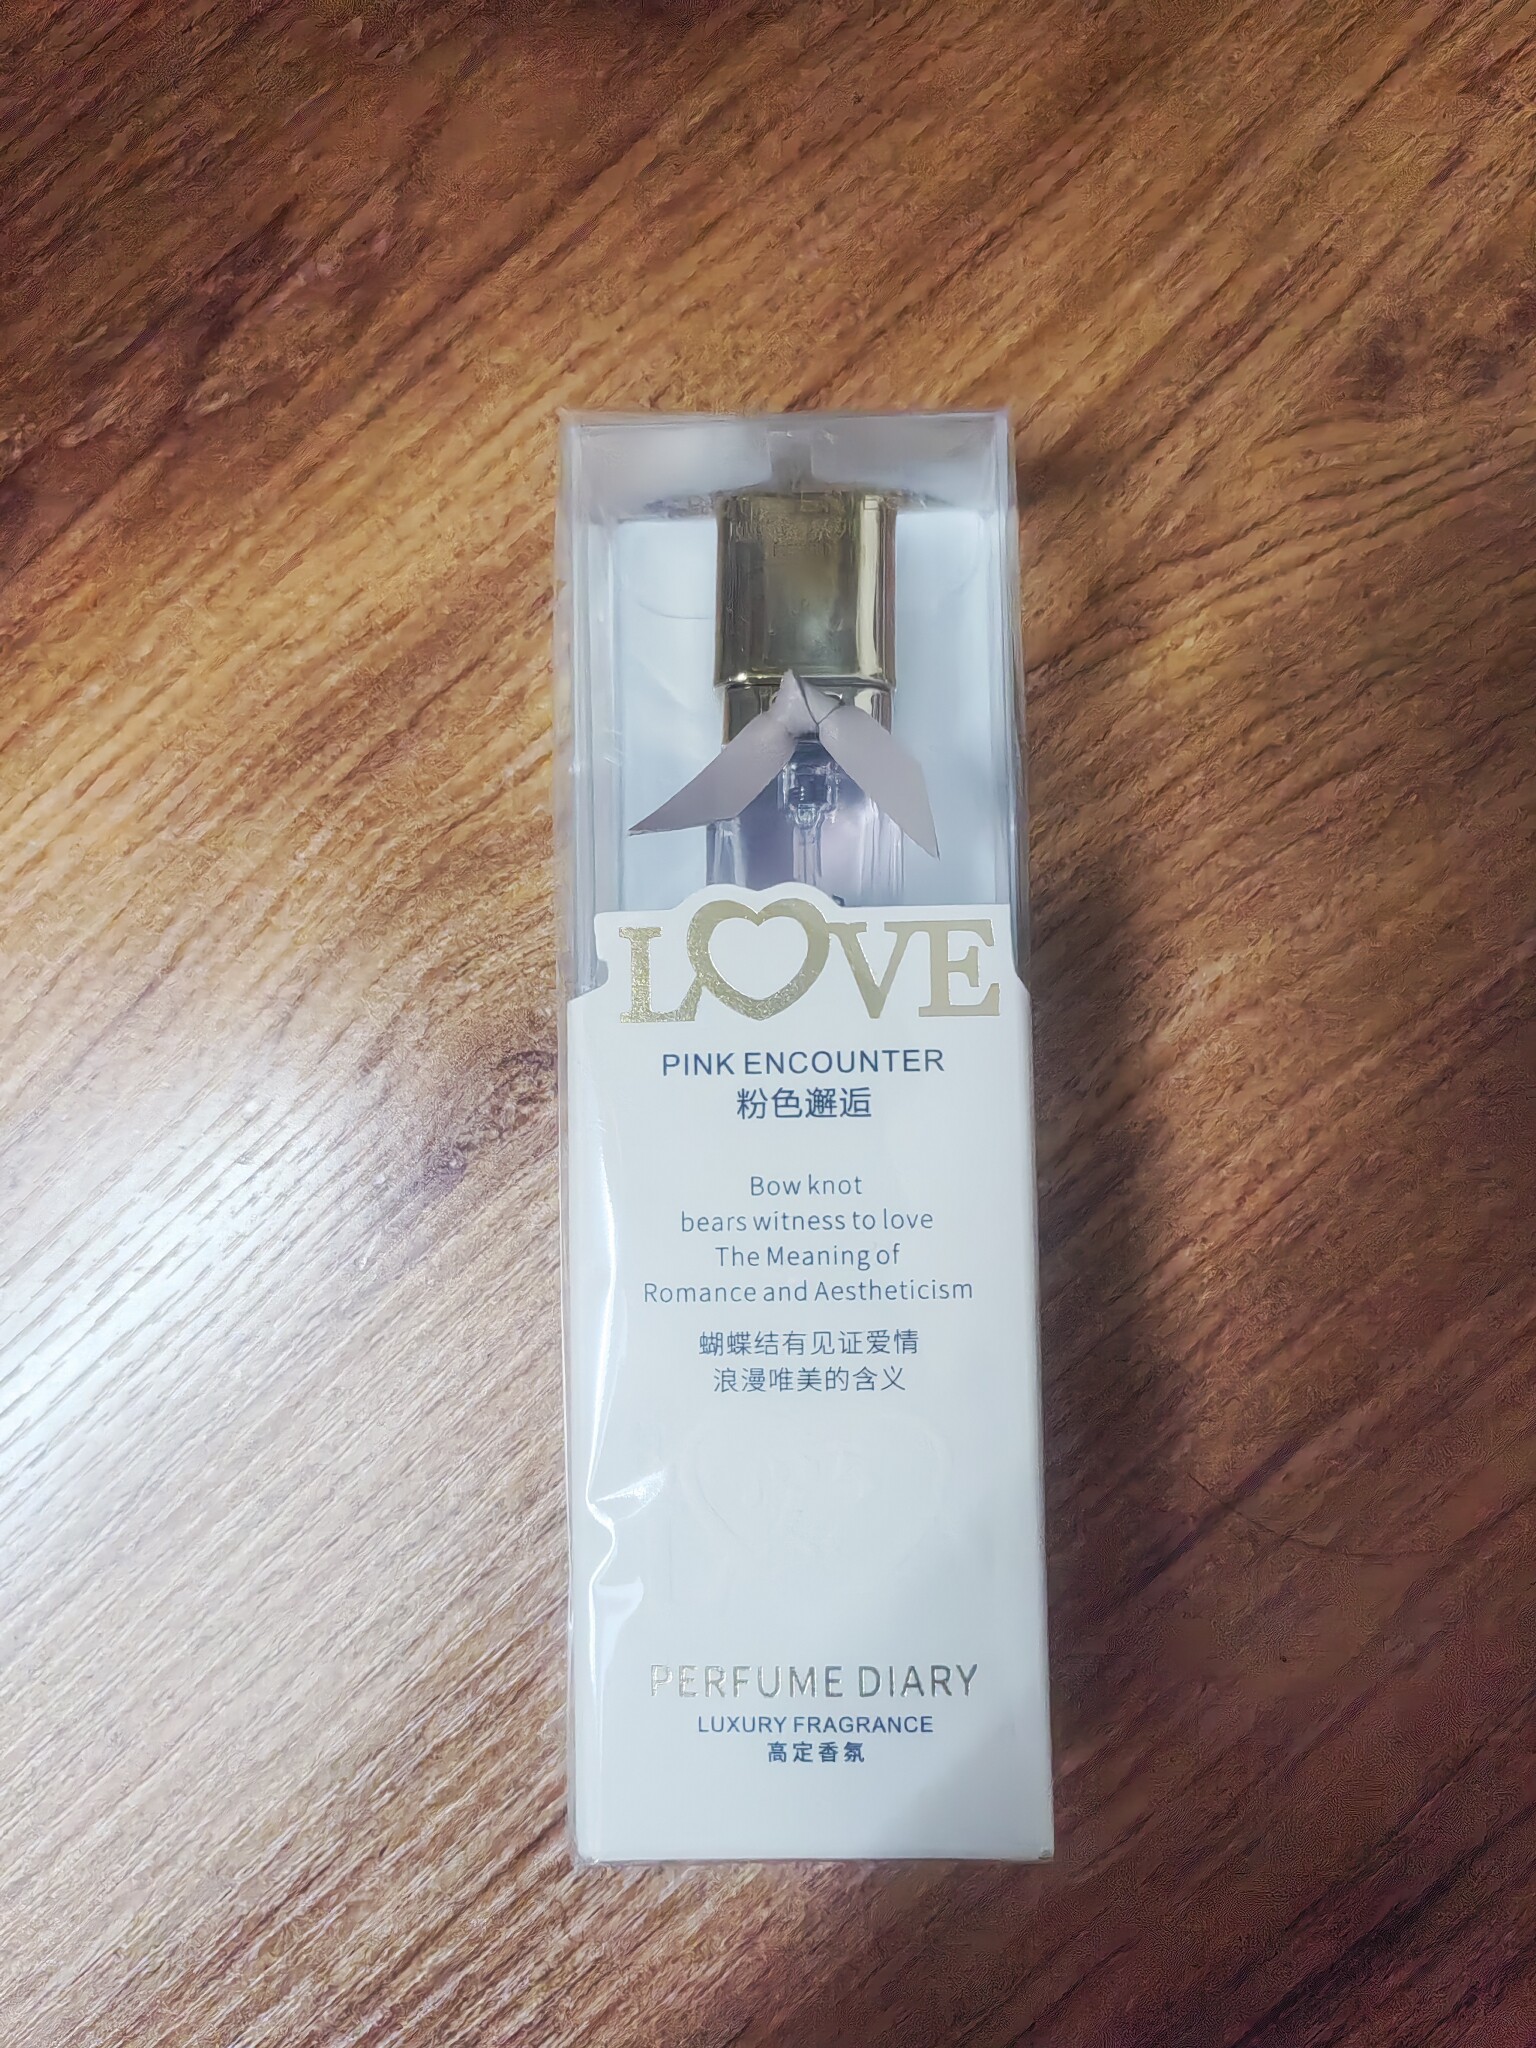 LOVE
PINK ENCOUNTER
粉色邂逅
Bow knot
bears witness to love
The Meaning of
Romance and Aestheticism
蝴蝶结有见证爱情
浪漫唯美的含义
PERFUME DIARY
LUXURY FRAGRANCE
高定香氛